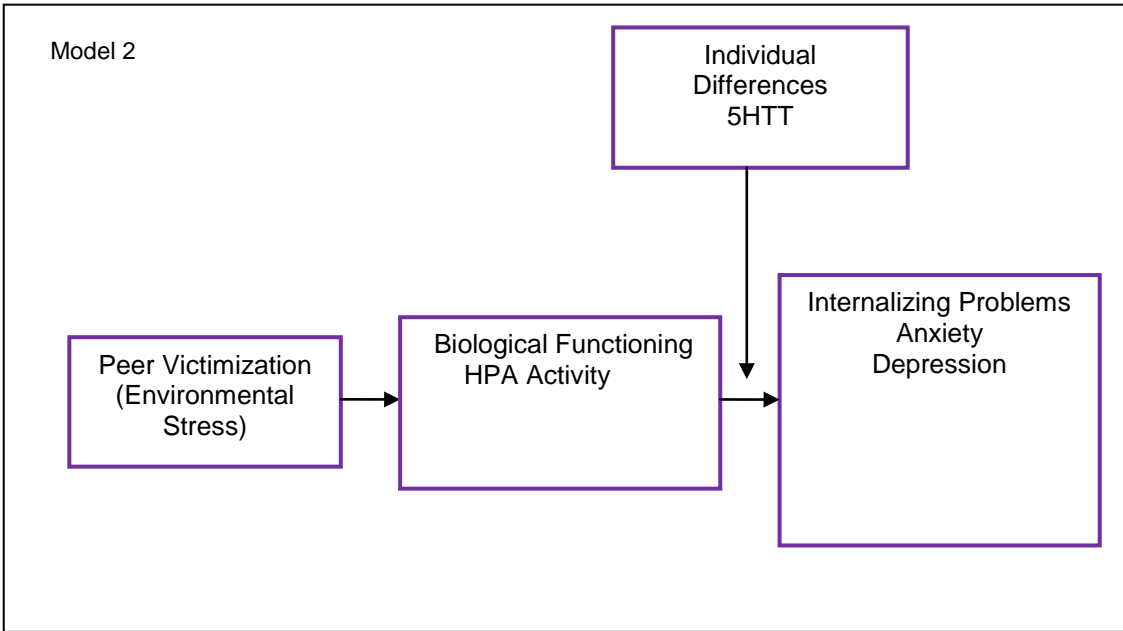 Model 2
Individual
Differences
5HTT
Peer Victimization
(Environmental
Stress)
Biological Functioning
HPA Activity
Internalizing Problems
Anxiety
Depression